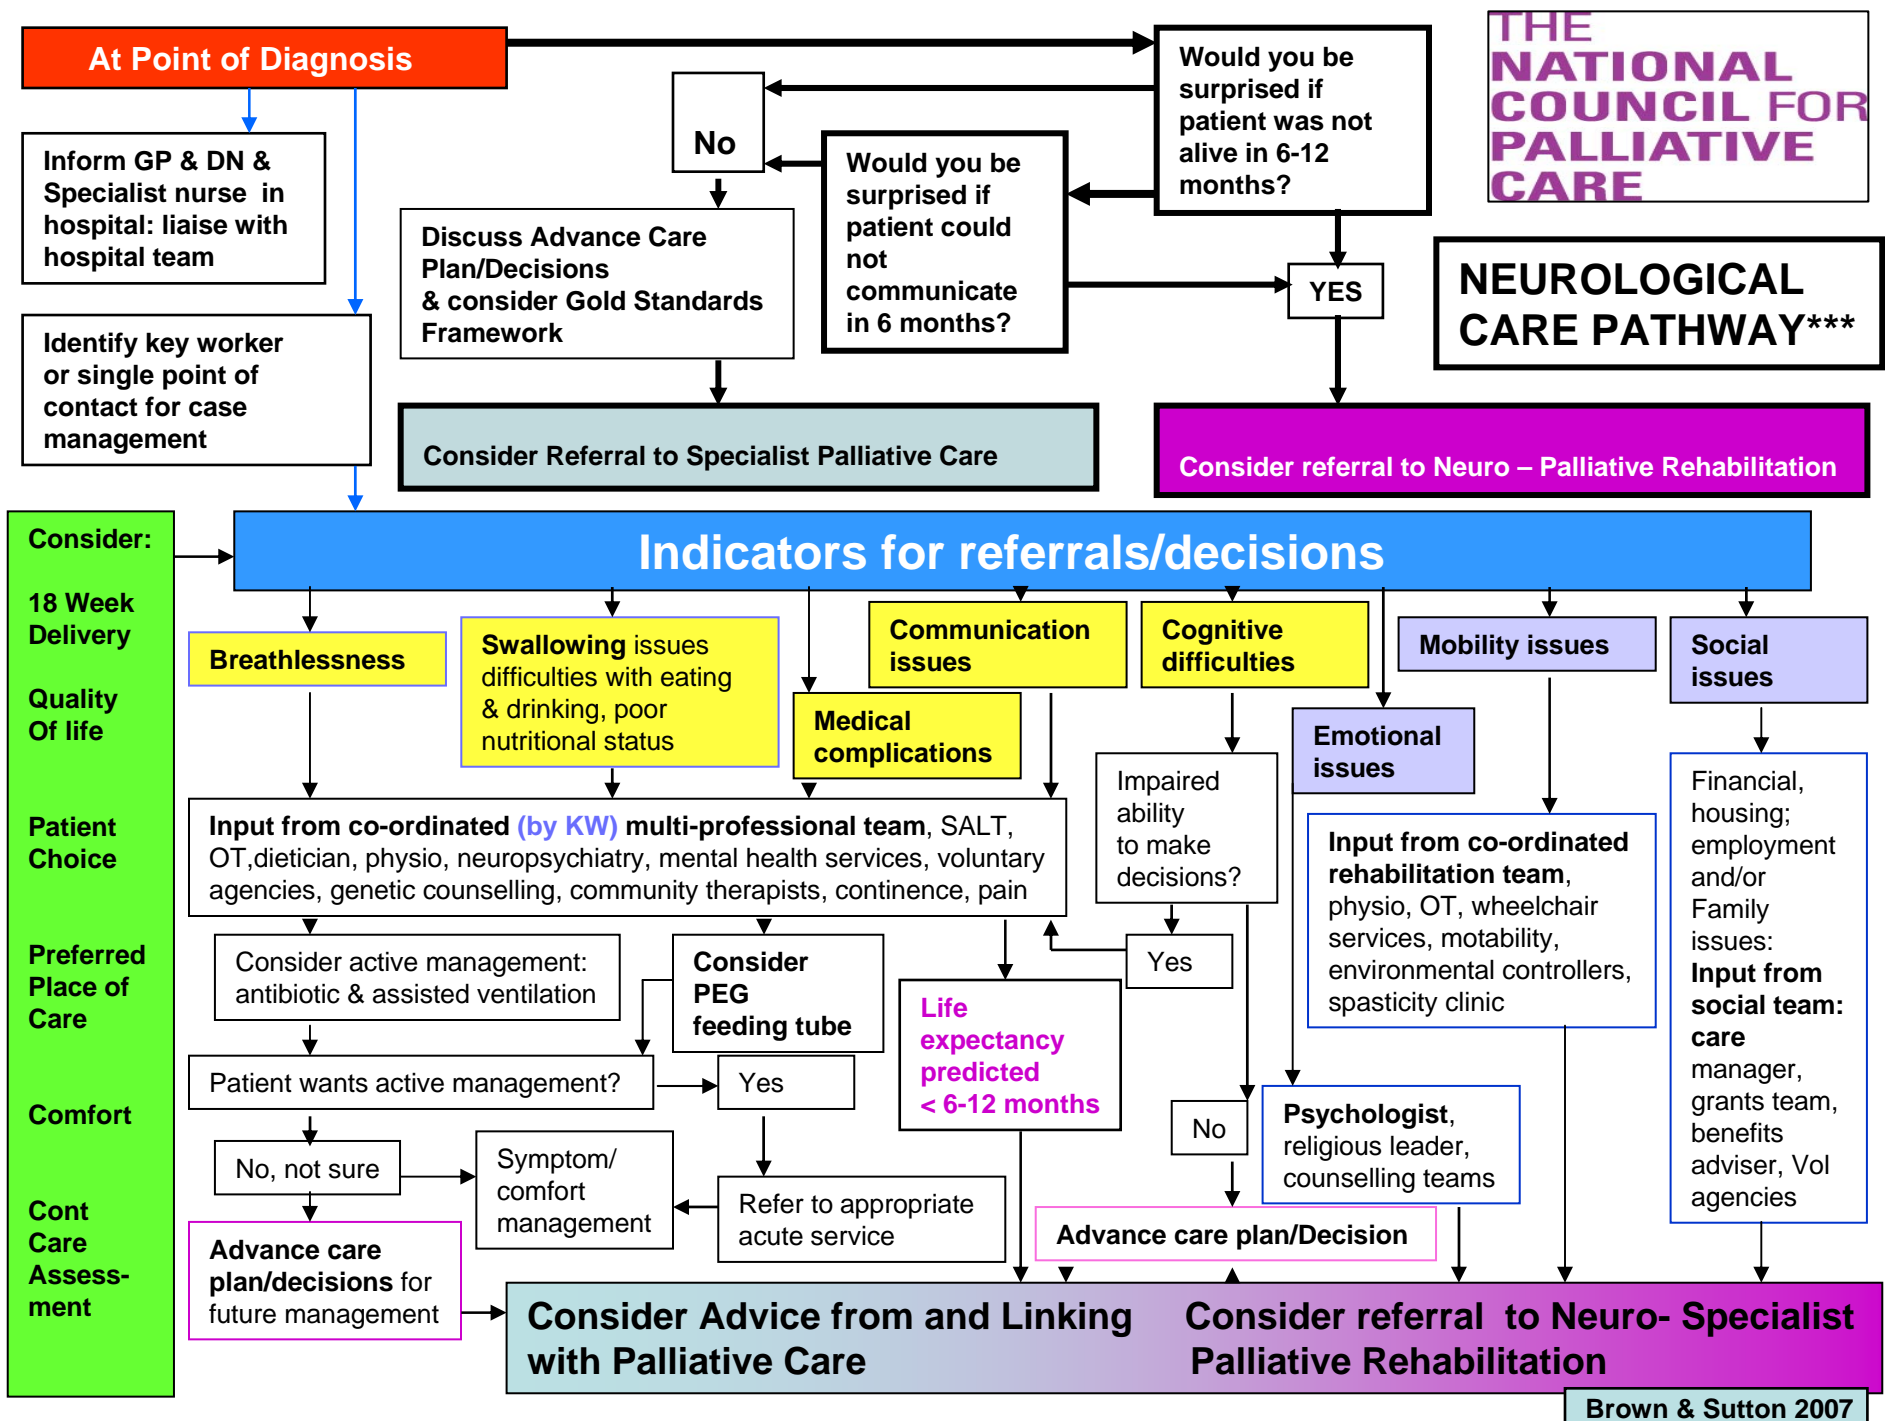 At Point of Diagnosis
Would you be
surprised if
patient was not
alive in 6-12
months?
THE
NATIONAL
COUNCIL FOR
PALLIATIVE
CARE
No
Would you be
surprised if
patient could
not
communicate
in 6 months?
Inform GP & DN &
Specialist nurse in
hospital: liaise with
hospital team
Discuss Advance Care
Plan/Decisions
& consider Gold Standards
Framework
YES
NEUROLOGICAL
CARE PATHWAY***
Identify key worker
or single point of
contact for case
management
Consider Referral to Specialist Palliative Care
Consider referral to Neuro – Palliative Rehabilitation
Consider:
18 Week
Delivery
Quality
Of life
Patient
Choice
Preferred
Place of
Care
Comfort
Cont
Care
Assess-
ment
Indicators for referrals/decisions
Breathlessness
Swallowing issues
difficulties with eating
& drinking, poor
nutritional status
Medical
complications
Communication
issues
Cognitive
difficulties
Emotional
issues
Mobility issues
Social
issues
Input from co-ordinated (by KW) multi-professional team, SALT,
OT,dietician, physio, neuropsychiatry, mental health services, voluntary
agencies, genetic counselling, community therapists, continence, pain
Impaired
ability
to make
decisions?
Input from co-ordinated
rehabilitation team,
physio, OT, wheelchair
services, motability,
environmental controllers,
spasticity clinic
Financial,
housing;
employment
and/or
Family
issues:
Input from
social team:
care
manager,
grants team,
benefits
adviser, Vol
agencies
Consider active management:
antibiotic & assisted ventilation
Consider
PEG
feeding tube
Yes
Life
expectancy
predicted
< 6-12 months
Patient wants active management?
Yes
No
Psychologist,
religious leader,
counselling teams
No, not sure
Symptom/
comfort
management
Refer to appropriate
acute service
Advance care plan/Decision
Advance care
plan/decisions for
future management
Consider Advice from and Linking
with Palliative Care
Consider referral to Neuro- Specialist
Palliative Rehabilitation
Brown & Sutton 2007